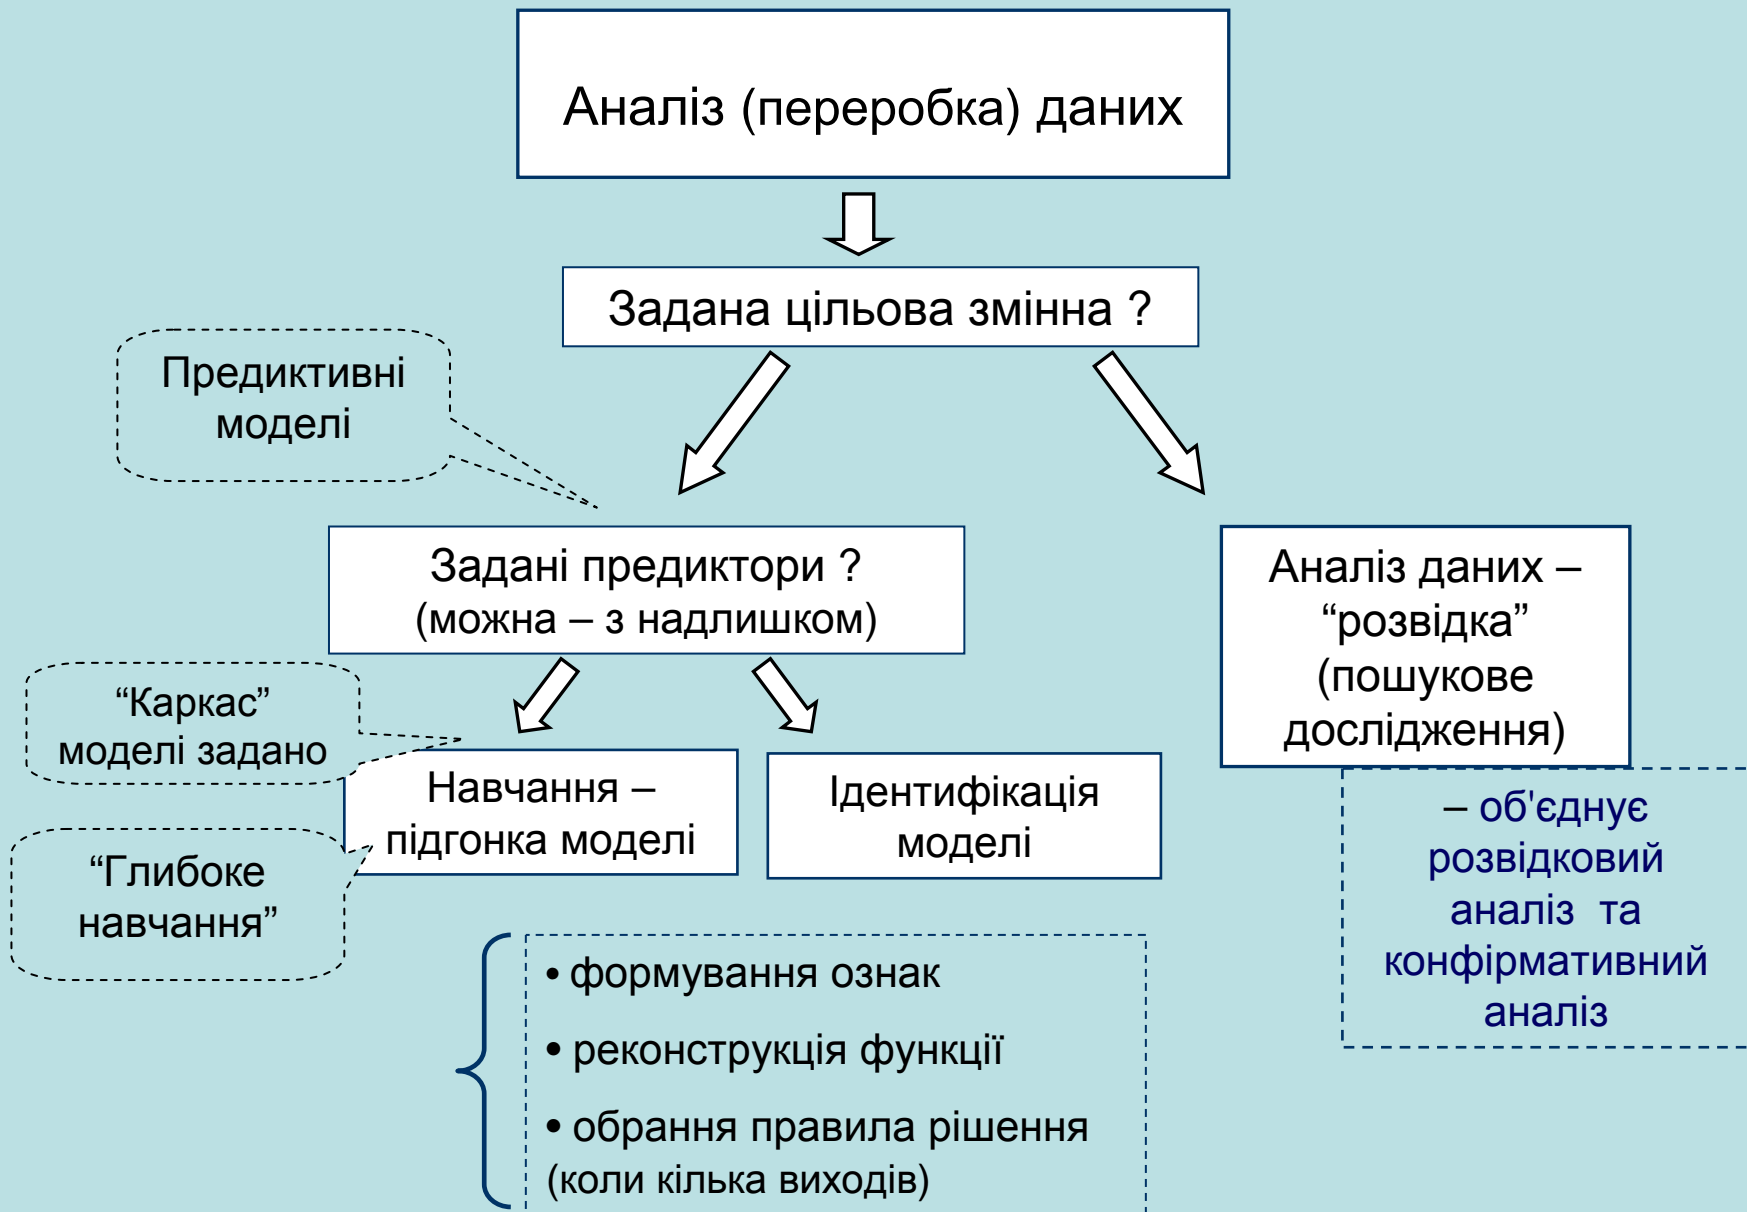 Аналіз (переробка) даних
Задана цільова змінна ?
Предиктивні
моделі
Задані предиктори ?
(можна – з надлишком)
Аналіз даних –
“розвідка”
(пошукове
дослідження)
“Каркас”
моделі задано
Навчання –
підгонка моделі
Ідентифікація
моделі
– об'єднує
розвідковий
аналіз та
конфірмативний
аналіз
“Глибоке
навчання”
• формування ознак
• реконструкція функції
• обрання правила рішення
(коли кілька виходів)